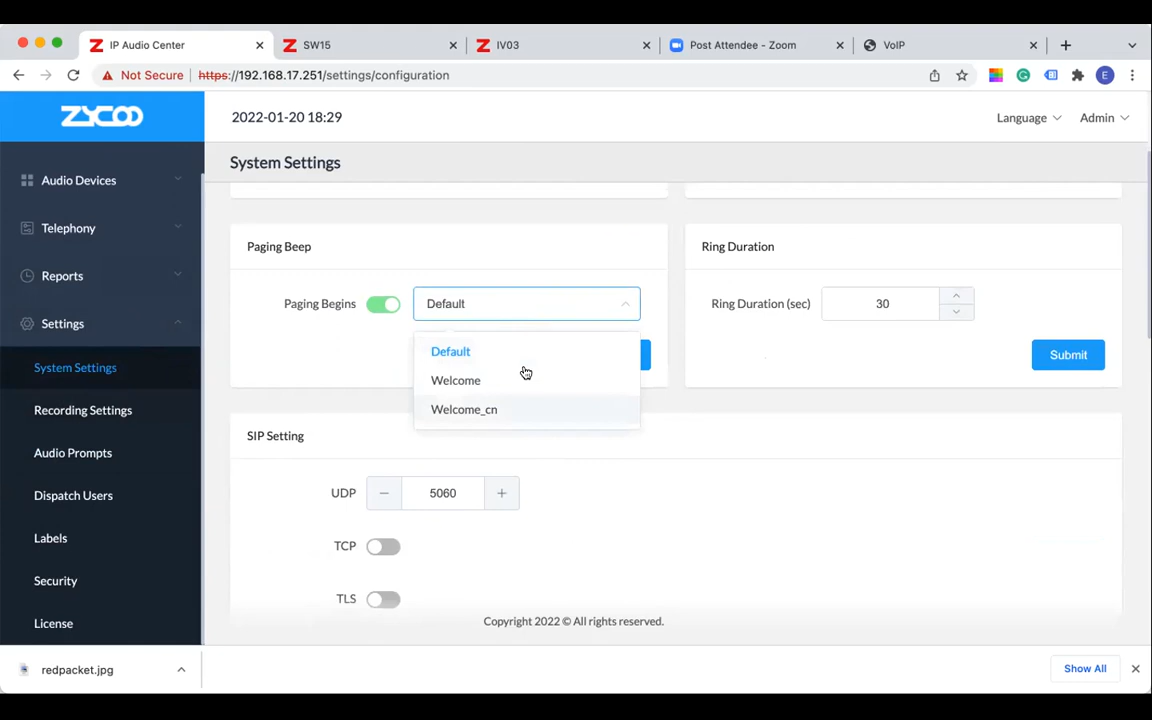 IP Audio Center
SW15
IV03
Post Attendee - Zoom
VoIP
Not Secure
https://192.168.17.251/settings/configuration
E
ZYCOO
2022-01-20 18:29
Language
Admin
System Settings
Audio Devices
Telephony
Reports
Settings
System Settings
Recording Settings
Audio Prompts
Dispatch Users
Labels
Security
License
Paging Beep
Paging Begins
Default
Default
Welcome
Welcome_cn
Ring Duration
Ring Duration (sec)
30
Submit
SIP Setting
UDP
5060
TCP
TLS
Copyright 2022 © All rights reserved.
redpacket.jpg
Show All